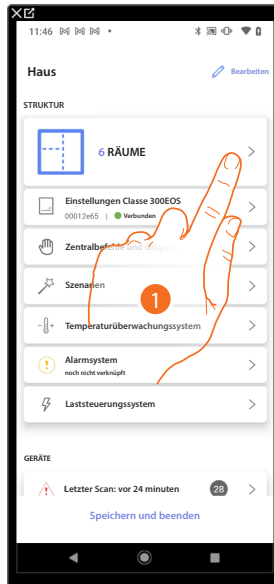 11:46
Haus
Bearbeiten
STRUKTUR
6 RÄUME
Einstellungen Classe 300EOS
00012e65 | Verbunden
Zentralbefehle und
Szenarien
1
Temperaturüberwachungssystem
Alarmsystem
noch nicht verknüpft
Laststeuerungssystem
GERÄTE
Letzter Scan: vor 24 minuten
28
Speichern und beenden